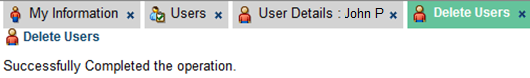 My Information x Users x User Details : John P x Delete Users x
Delete Users
Successfully Completed the operation.